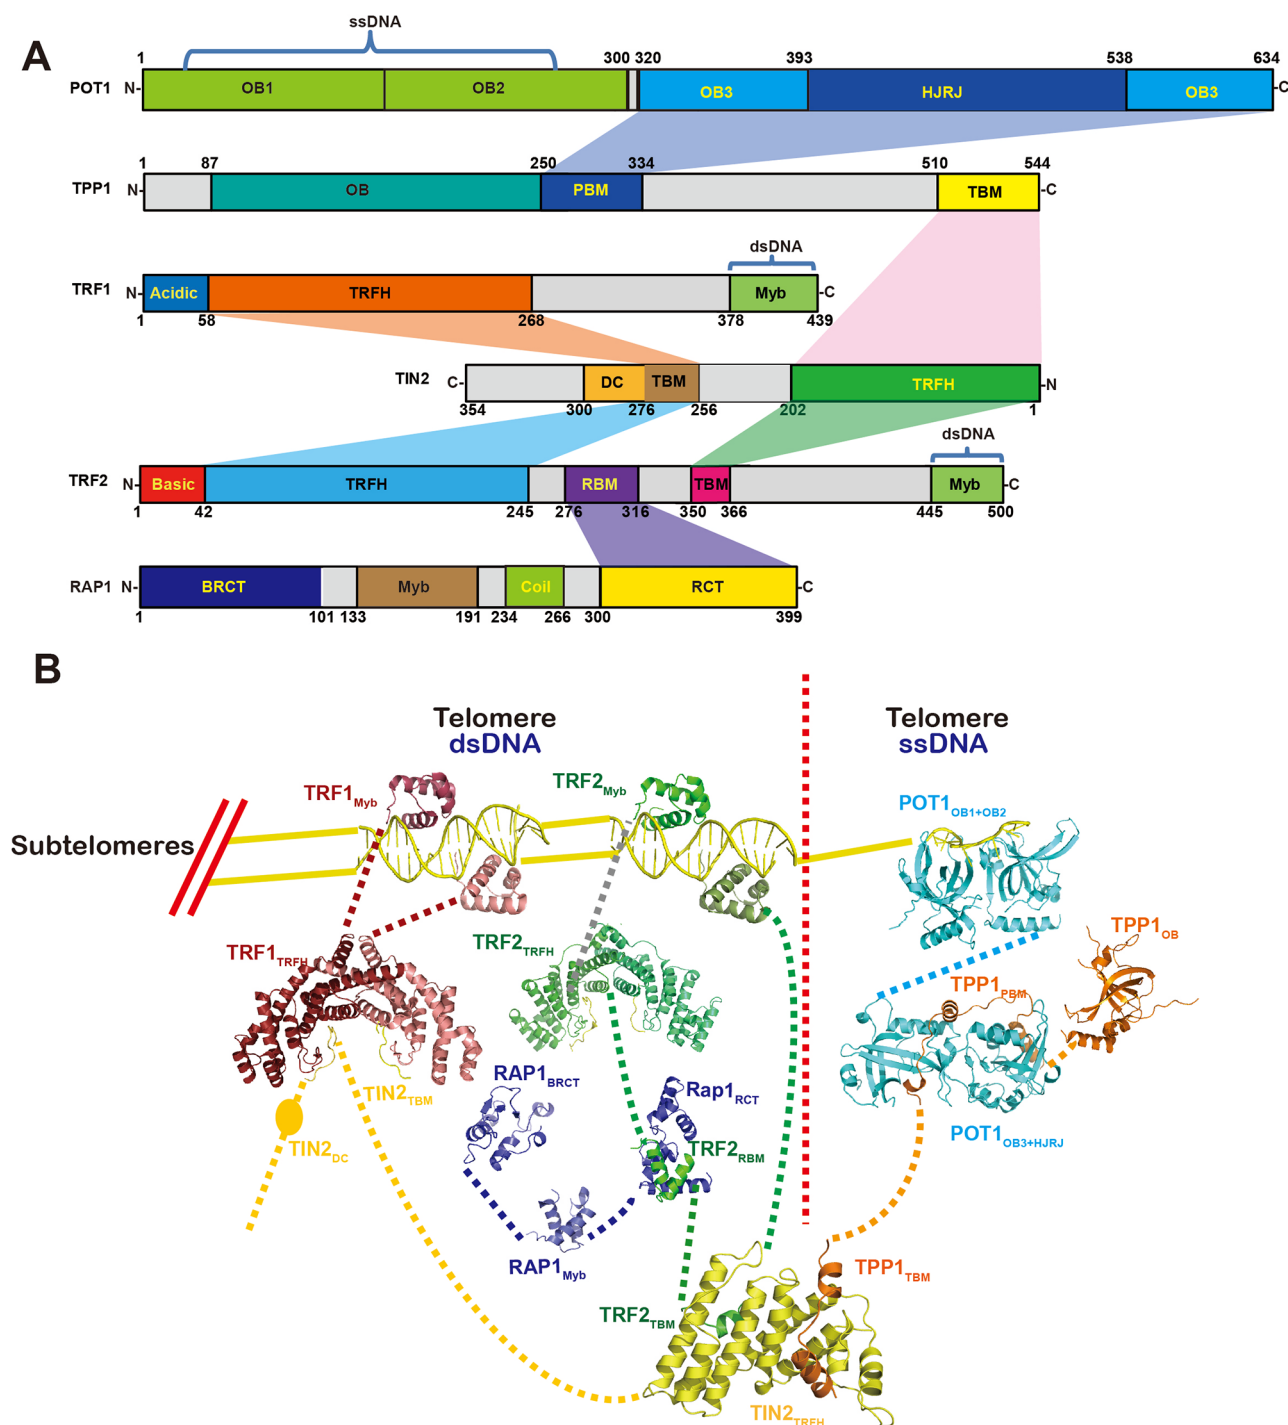 A
ssDNA
1 300 320 393 538 634
POT1 N- OB1 OB2 OB3 HJRJ OB3 -C
1 87 250 334 510 544
TPP1 N- OB PBM TBM -C
dsDNA
TRF1 N- Acidic TRFH Myb -C
1 58 268 378 439
TIN2 C- DC TBM TRFH -N
354 300 276 256 202 1
dsDNA
TRF2 N- Basic TRFH RBM TBM Myb -C
1 42 245 276 316 350 366 445 500
RAP1 N- BRCT Myb Coil RCT -C
1 101 133 191 234 266 300 399
B
Telomere
dsDNA
Telomere
ssDNA
TRF1Myb
TRF2Myb
POT1OB1+OB2
Subtelomeres
TRF1TRFH
TRF2TRFH
TPP1OB
TPP1PBM
RAP1BRCT
Rap1RCT
TIN2TBM
POT1OB3+HJRJ
TIN2DC
TRF2RBM
RAP1Myb
TPP1TBM
TRF2TBM
TIN2TRFH